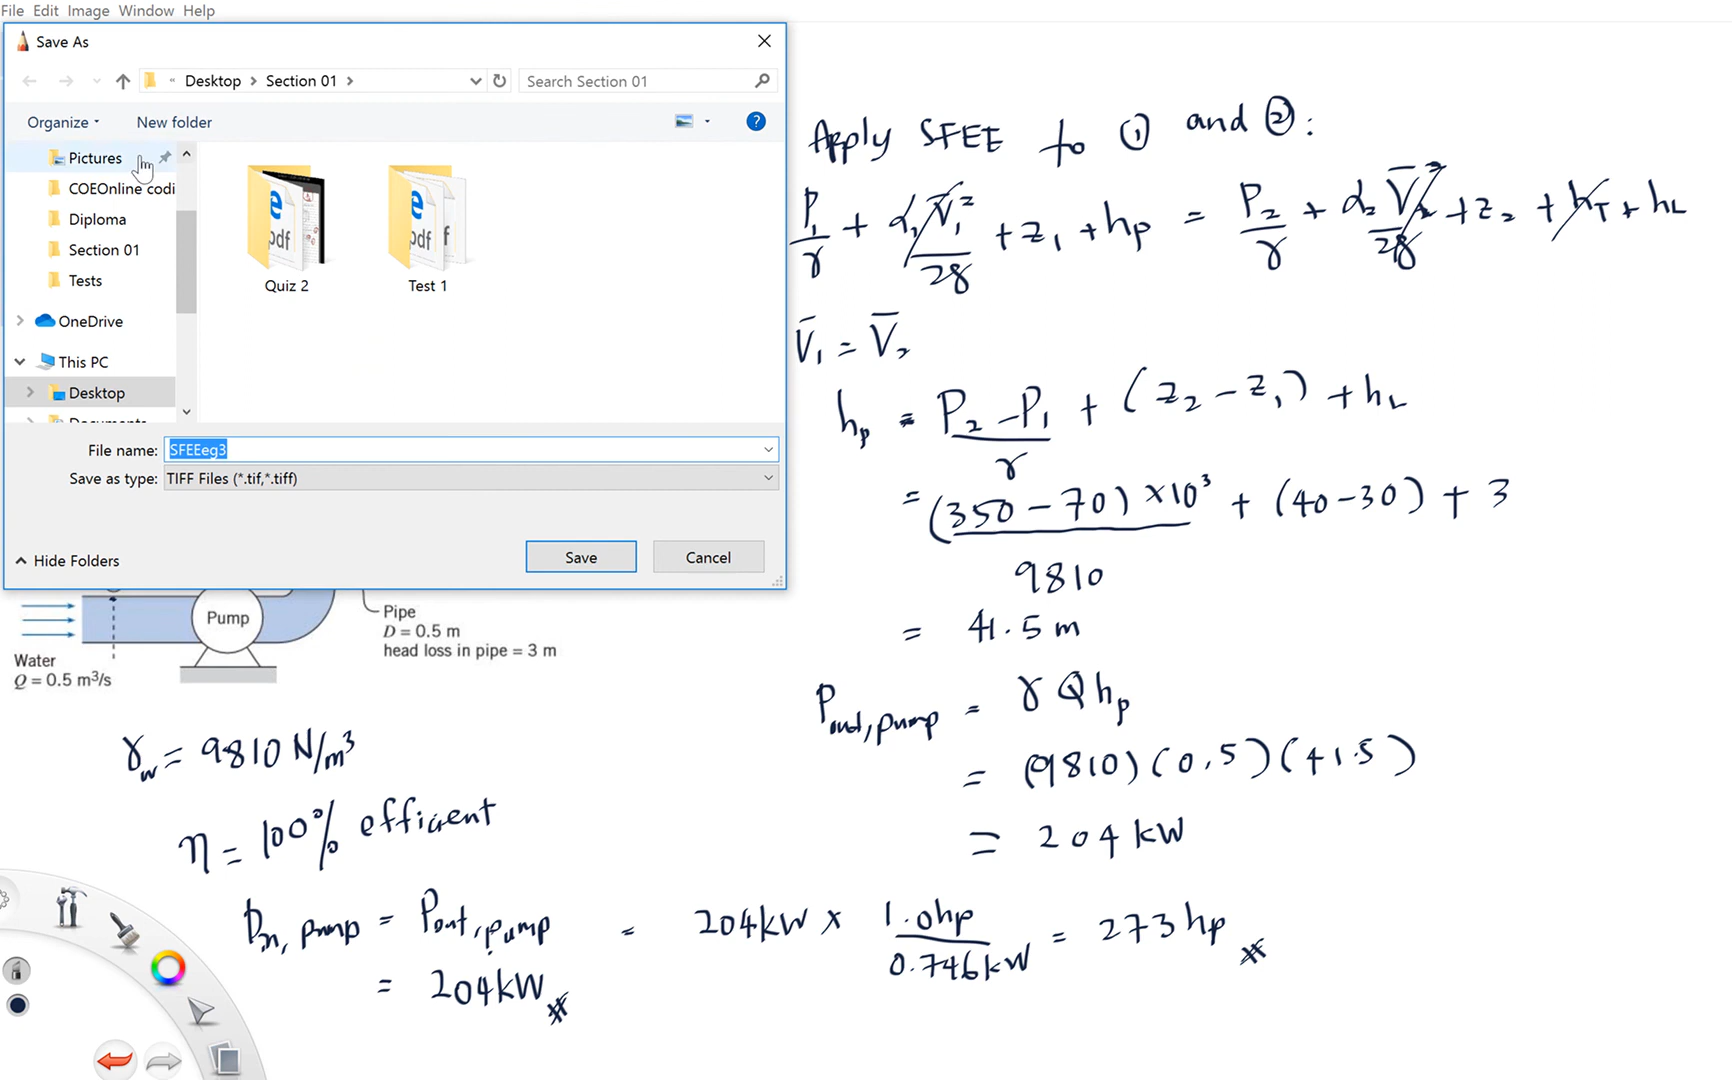 File Edit Image Window Help
Save As
« Desktop > Section 01 >
Search Section 01
Organize
New folder
?
Pictures
COEOnline codi
Diploma
Section 01
Tests
OneDrive
This PC
Desktop
pdf
Quiz 2
pdf
Test 1
File name: SFEEeg3
Save as type: TIFF Files (*.tif,*.tiff)
Hide Folders
Save
Cancel
Pump
Pipe
D = 0.5 m
head loss in pipe = 3 m
Water
Q = 0.5 m³/s
γw = 9810 N/m³
η = 100% efficient
Pin, pump = Pout, pump = 204kW × 1.0hp / 0.746kW = 273 hp
= 204kW
Apply SFEE to ① and ②:
P₁/γ + α₁V̄₁²/2g + z₁ + hp = P₂/γ + α₂V̄₂²/2g + z₂ + hT + hL
V̄₁ = V̄₂
hp = P₂ - P₁ / γ + (z₂ - z₁) + hL
= (350 - 70) × 10³ / 9810 + (40 - 30) + 3
= 41.5 m
Pout, pump = γ Q hp
= (9810)(0.5)(41.5)
= 204 kW